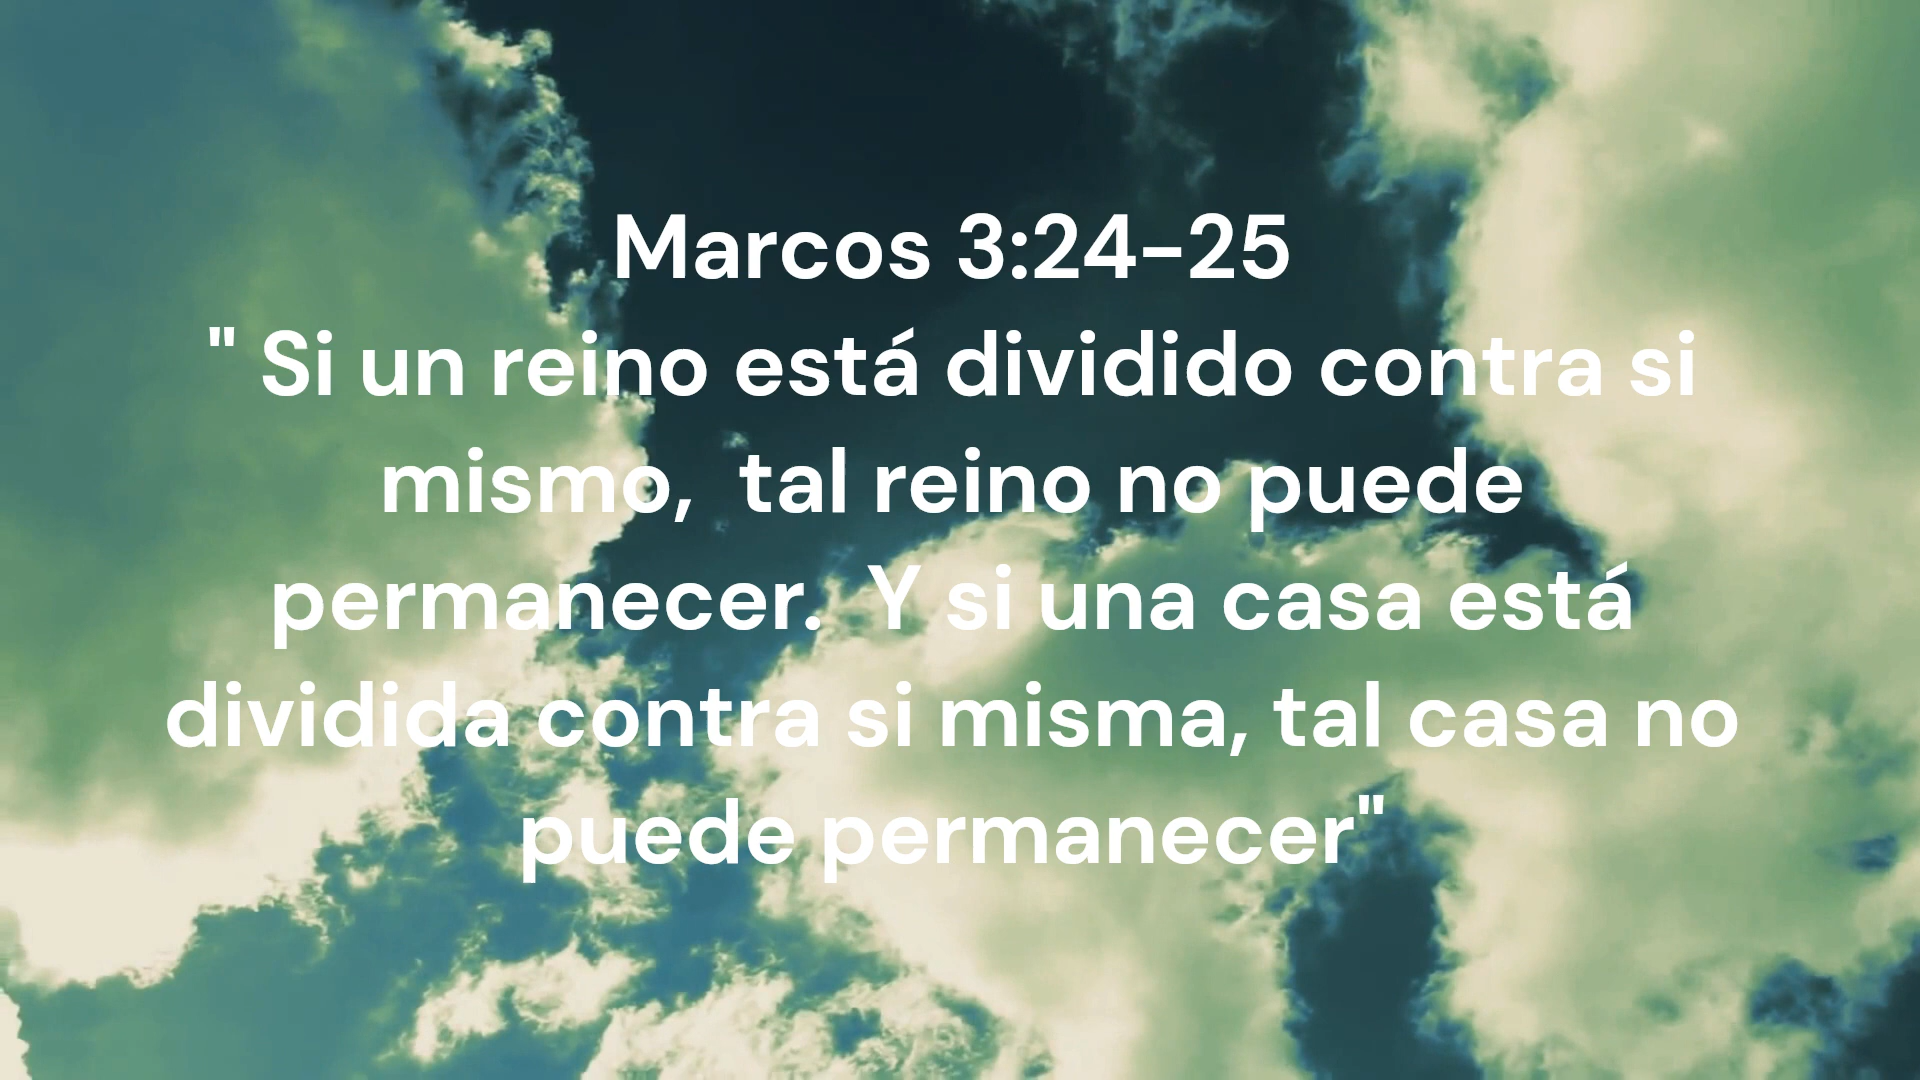 Marcos 3:24-25
" Si un reino está dividido contra si
mismo,  tal reino no puede
permanecer.  Y si una casa está
dividida contra si misma, tal casa no
puede permanecer"